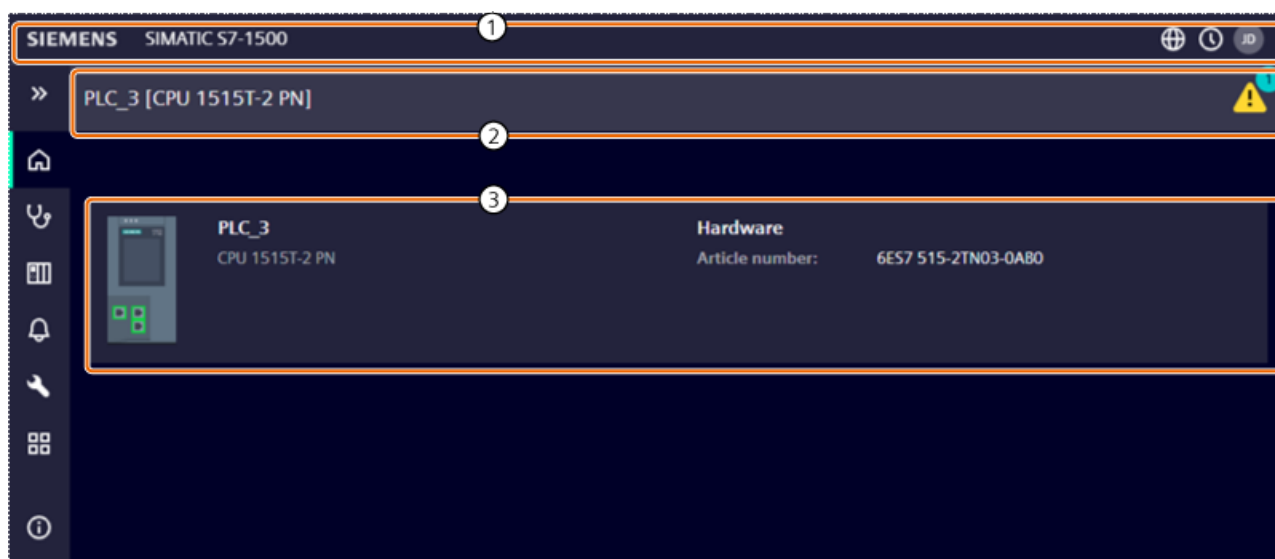 1
SIEMENS SIMATIC S7-1500 JD
PLC_3 [CPU 1515T-2 PN] 1
2
3
PLC_3 Hardware
CPU 1515T-2 PN Article number: 6ES7 515-2TN03-0AB0